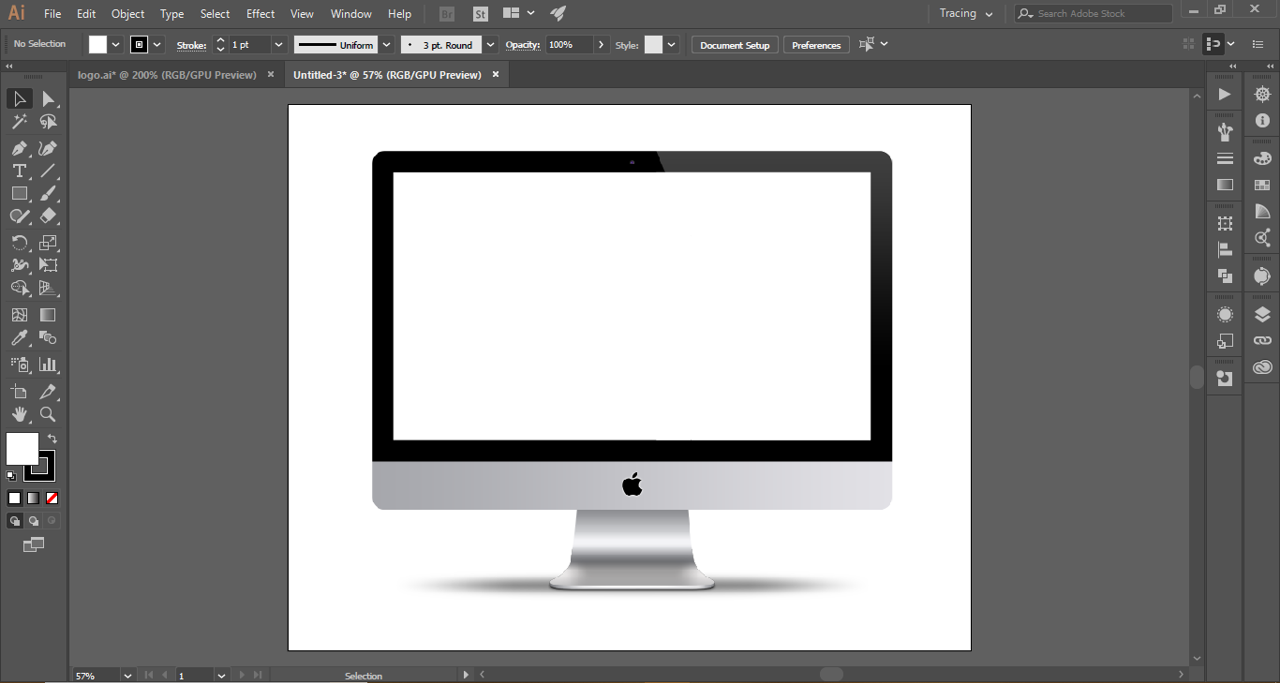 Ai File Edit Object Type Select Effect View Window Help Br St Tracing Search Adobe Stock
No Selection Stroke: 1 pt Uniform 3 pt. Round Opacity: 100% Style: Document Setup Preferences
logo.ai* @ 200% (RGB/GPU Preview) × Untitled-3* @ 57% (RGB/GPU Preview) ×
57% 1 Selection